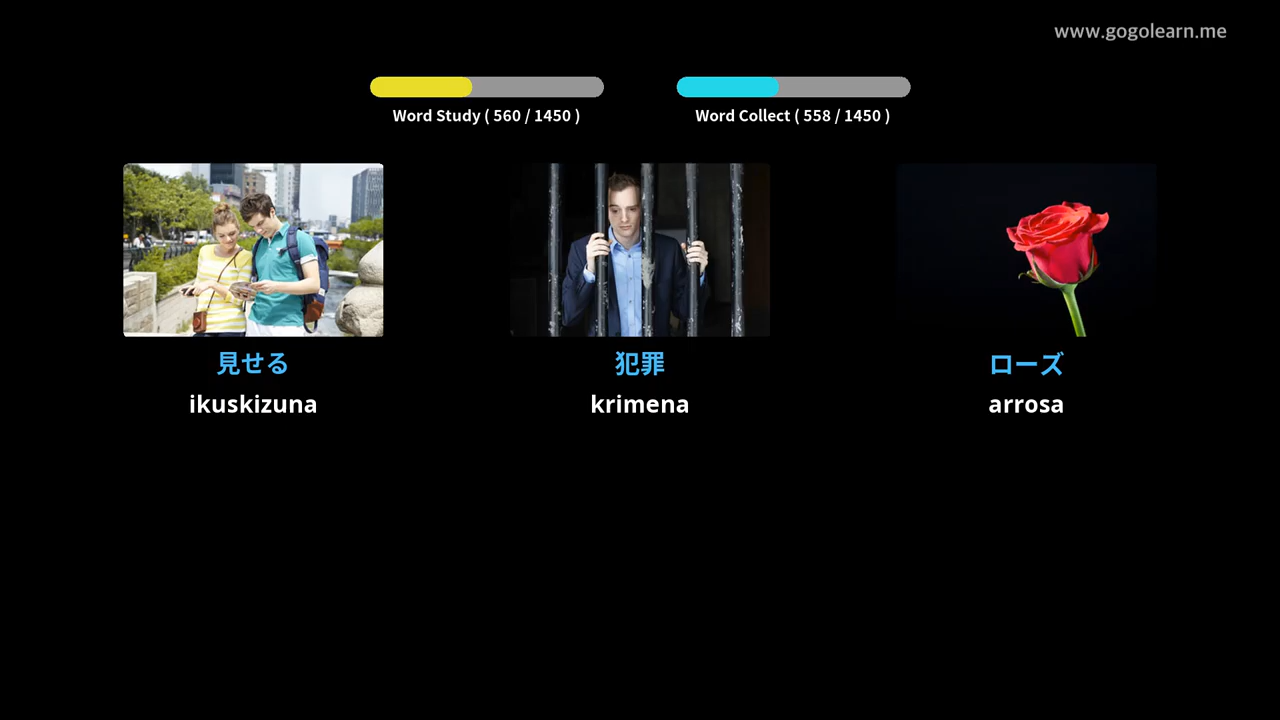 www.gogolearn.me
Word Study ( 560 / 1450 )
Word Collect ( 558 / 1450 )
見せる
ikuskizuna
犯罪
krimena
ローズ
arrosa